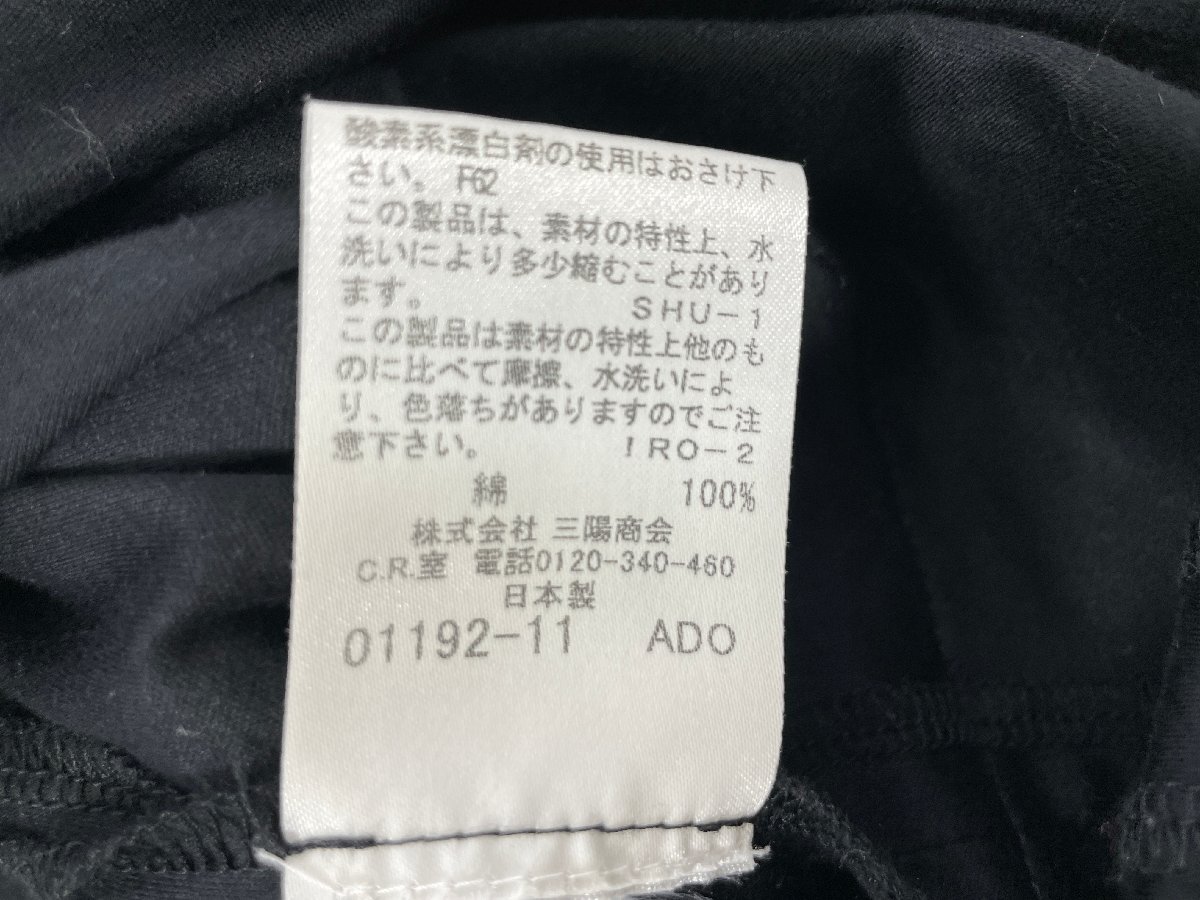 酸素系漂白剤の使用はおさけ下
さい。 F62
この製品は、素材の特性上、水
洗いにより多少縮むことがあり
ます。 SHU-1
この製品は素材の特性上他のも
のに比べて摩擦、水洗いによ
り、色落ちがありますのでご注
意下さい。 IRO-2
綿 100%
株式会社 三陽商会
C.R.室 電話0120-340-460
日本製
01192-11 ADO